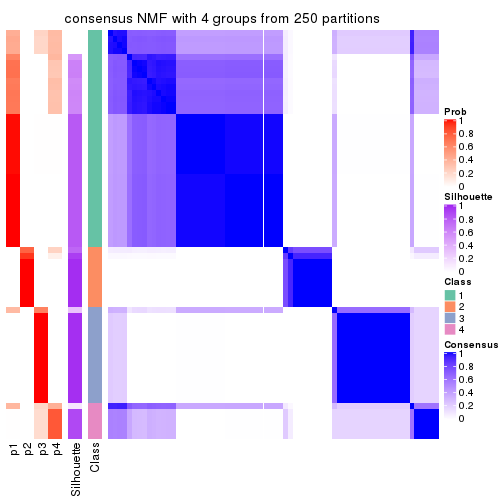 consensus NMF with 4 groups from 250 partitions
Prob
1
0.8
0.6
0.4
0.2
0
Silhouette
1
0.8
0.6
0.4
0.2
0
Class
1
2
3
4
Consensus
1
0.8
0.6
0.4
0.2
0
p1
p2
p3
p4
Silhouette
Class